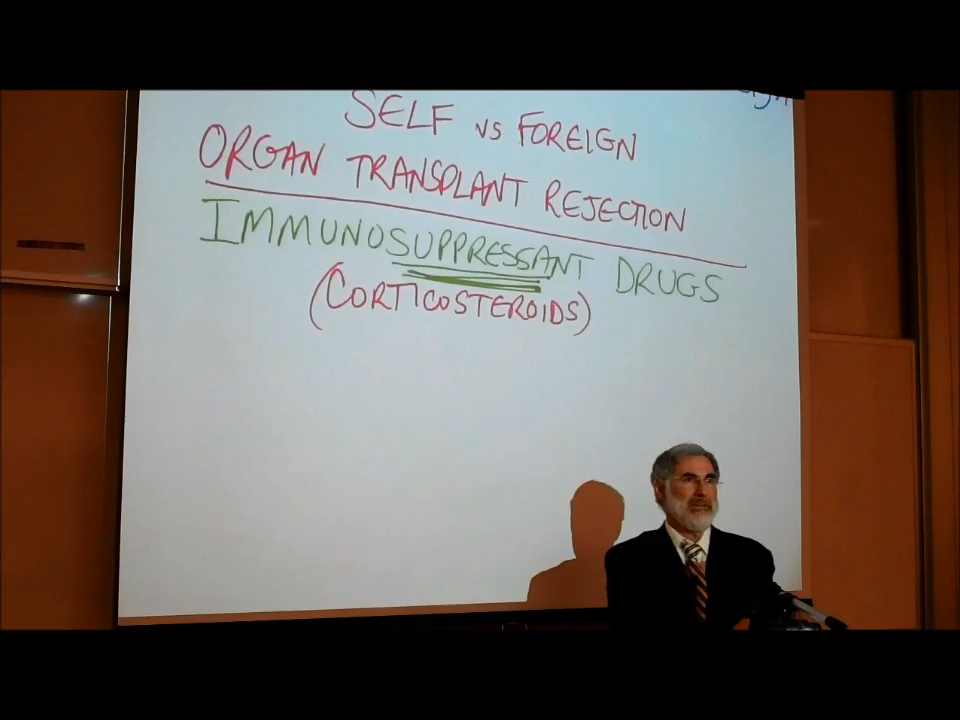 SELF vs FOREIGN
ORGAN TRANSPLANT REJECTION
IMMUNOSUPPRESSANT DRUGS
(CORTICOSTEROIDS)